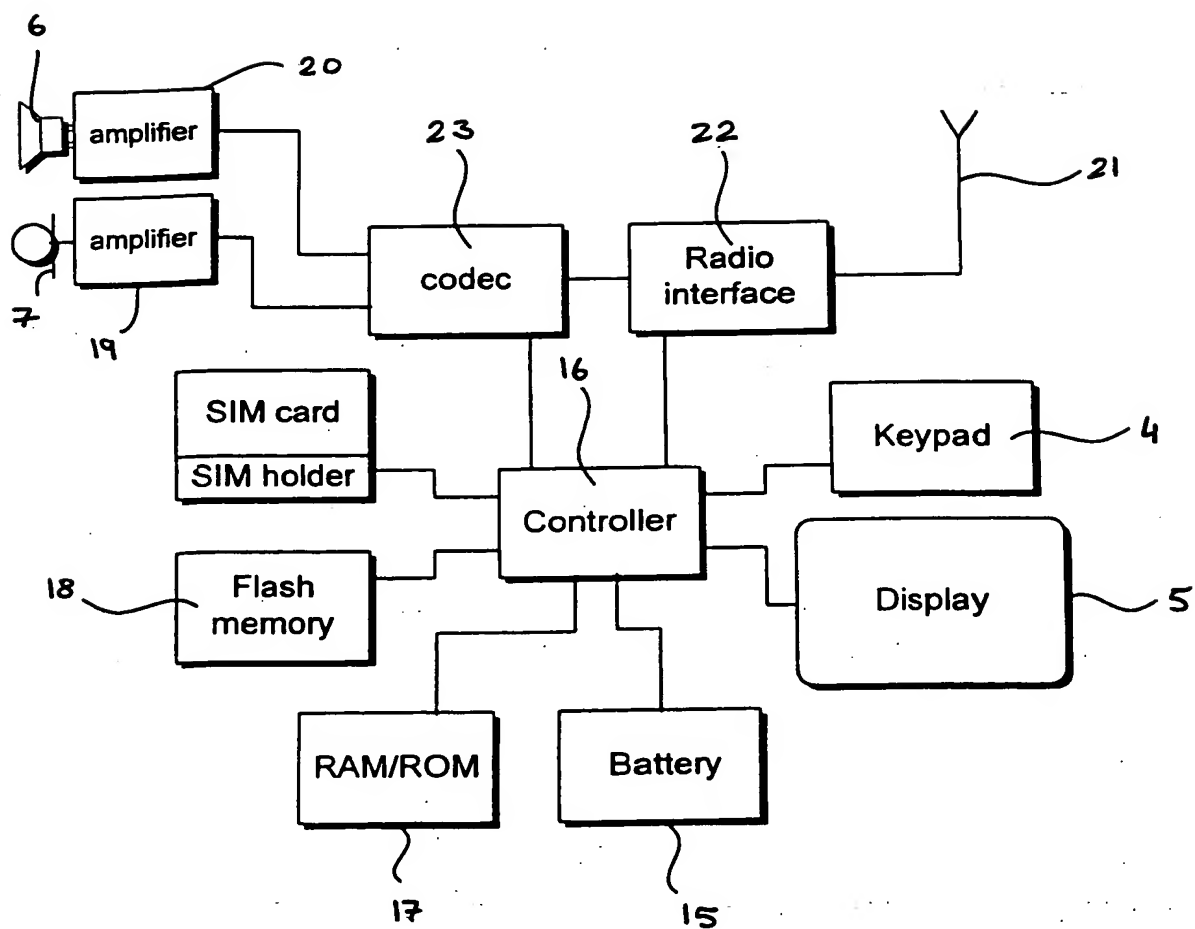 6
20
amplifier
23
22
21
amplifier
codec
Radio
interface
7
19
16
SIM card
SIM holder
Keypad
4
Controller
18
Flash
memory
Display
5
RAM/ROM
Battery
17
15